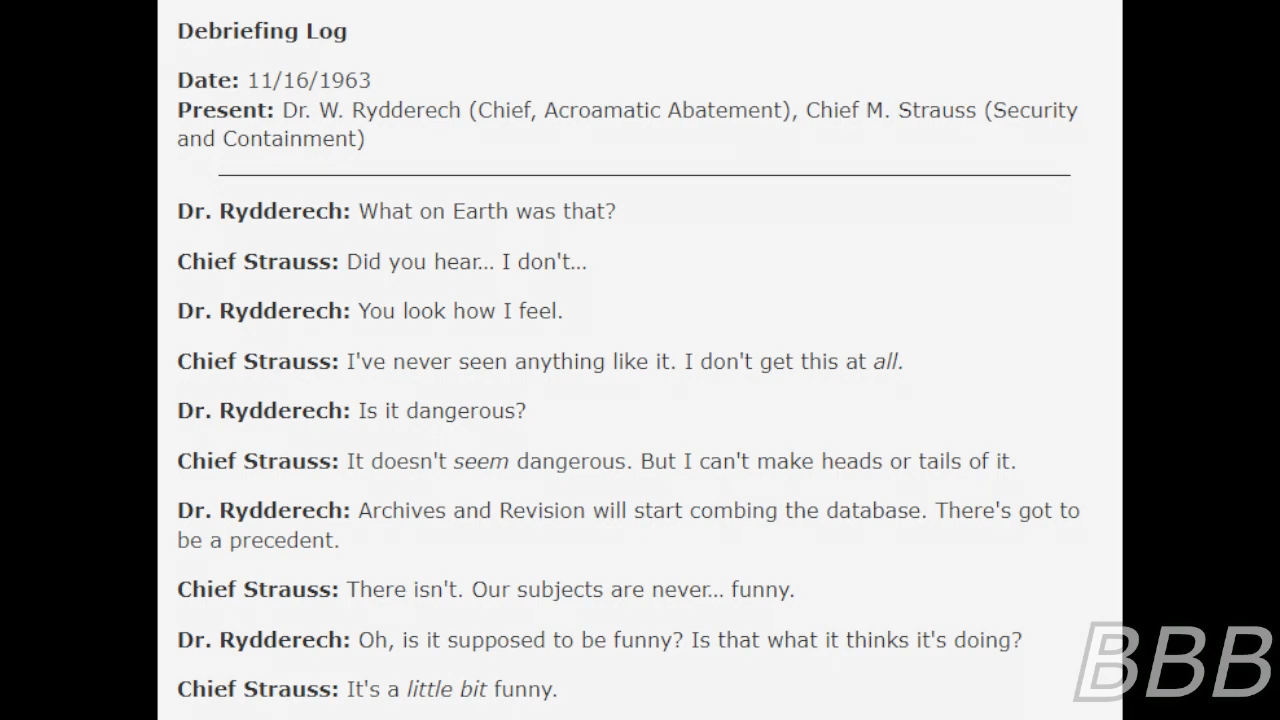 Debriefing Log
Date: 11/16/1963
Present: Dr. W. Rydderech (Chief, Acroamatic Abatement), Chief M. Strauss (Security
and Containment)
Dr. Rydderech: What on Earth was that?
Chief Strauss: Did you hear... I don't...
Dr. Rydderech: You look how I feel.
Chief Strauss: I've never seen anything like it. I don't get this at all.
Dr. Rydderech: Is it dangerous?
Chief Strauss: It doesn't seem dangerous. But I can't make heads or tails of it.
Dr. Rydderech: Archives and Revision will start combing the database. There's got to
be a precedent.
Chief Strauss: There isn't. Our subjects are never... funny.
Dr. Rydderech: Oh, is it supposed to be funny? Is that what it thinks it's doing?
Chief Strauss: It's a little bit funny.
BBB